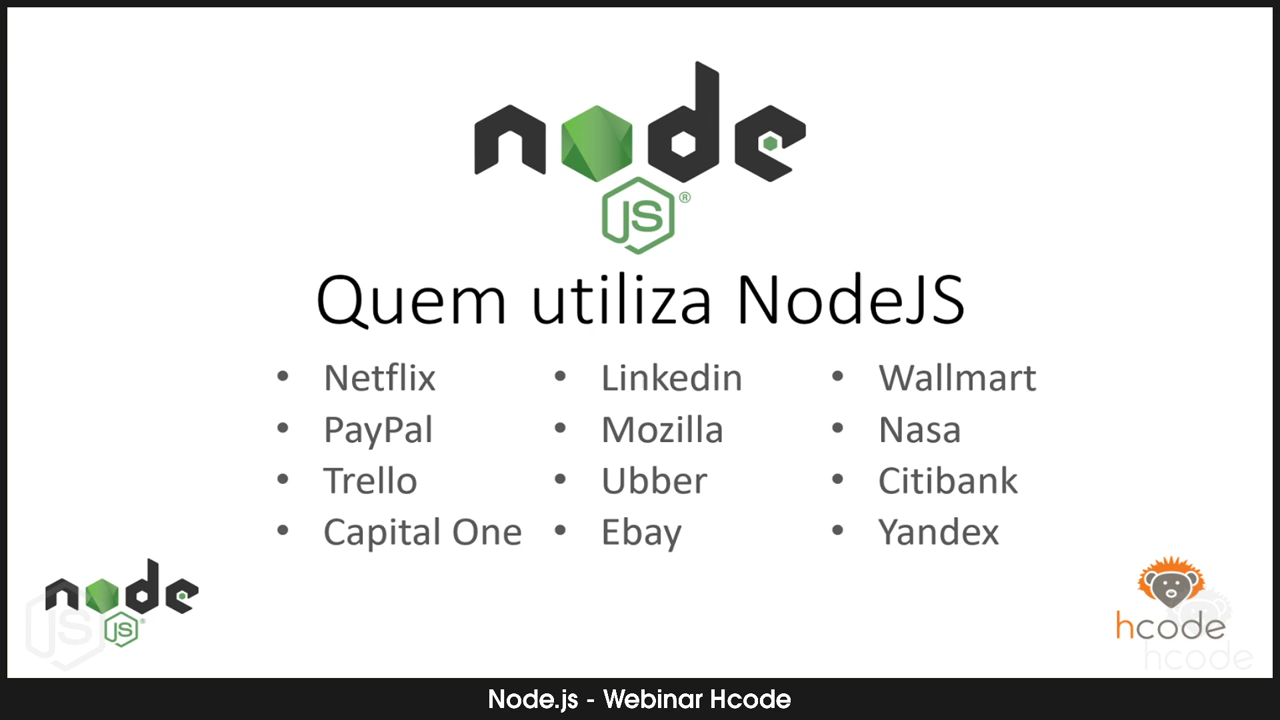 node
JS®
Quem utiliza NodeJS
• Netflix
• PayPal
• Trello
• Capital One
• Linkedin
• Mozilla
• Ubber
• Ebay
• Wallmart
• Nasa
• Citibank
• Yandex
node
JS®
JS
hcode
hcode
Node.js - Webinar Hcode